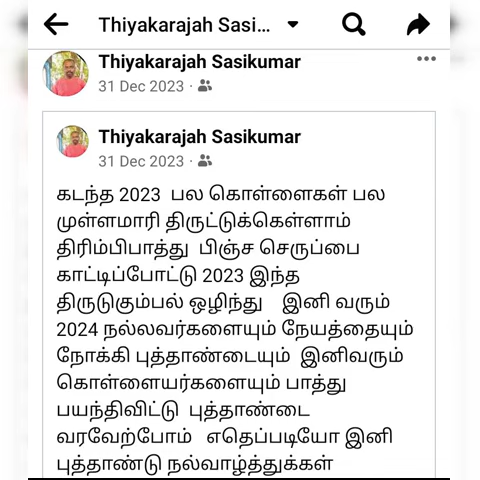 Thiyakarajah Sasi...
Thiyakarajah Sasikumar
31 Dec 2023 ·
Thiyakarajah Sasikumar
31 Dec 2023 ·
கடந்த 2023 பல கொள்ளைகள் பல
முள்ளமாரி திருட்டுக்கெள்ளாம்
திரிம்பிபாத்து பிஞ்ச செருப்பை
காட்டிப்போட்டு 2023 இந்த
திருடுகும்பல் ஒழிந்து இனி வரும்
2024 நல்லவர்களையும் நேயத்தையும்
நோக்கி புத்தாண்டையும் இனிவரும்
கொள்ளையர்களையும் பாத்து
பயந்திவிட்டு புத்தாண்டை
வரவேற்போம் எதெப்படியோ இனி
புத்தாண்டு நல்வாழ்த்துக்கள்